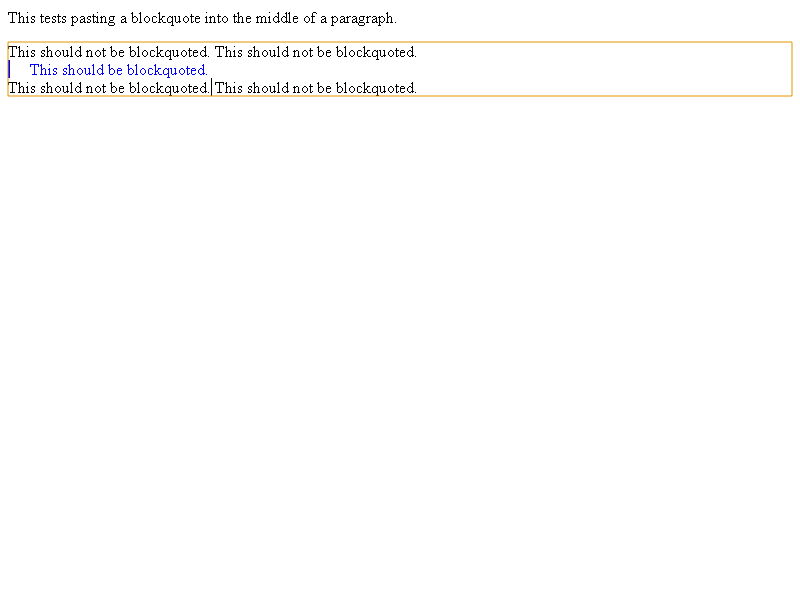 This tests pasting a blockquote into the middle of a paragraph.
This should not be blockquoted. This should not be blockquoted.
This should be blockquoted.
This should not be blockquoted. This should not be blockquoted.